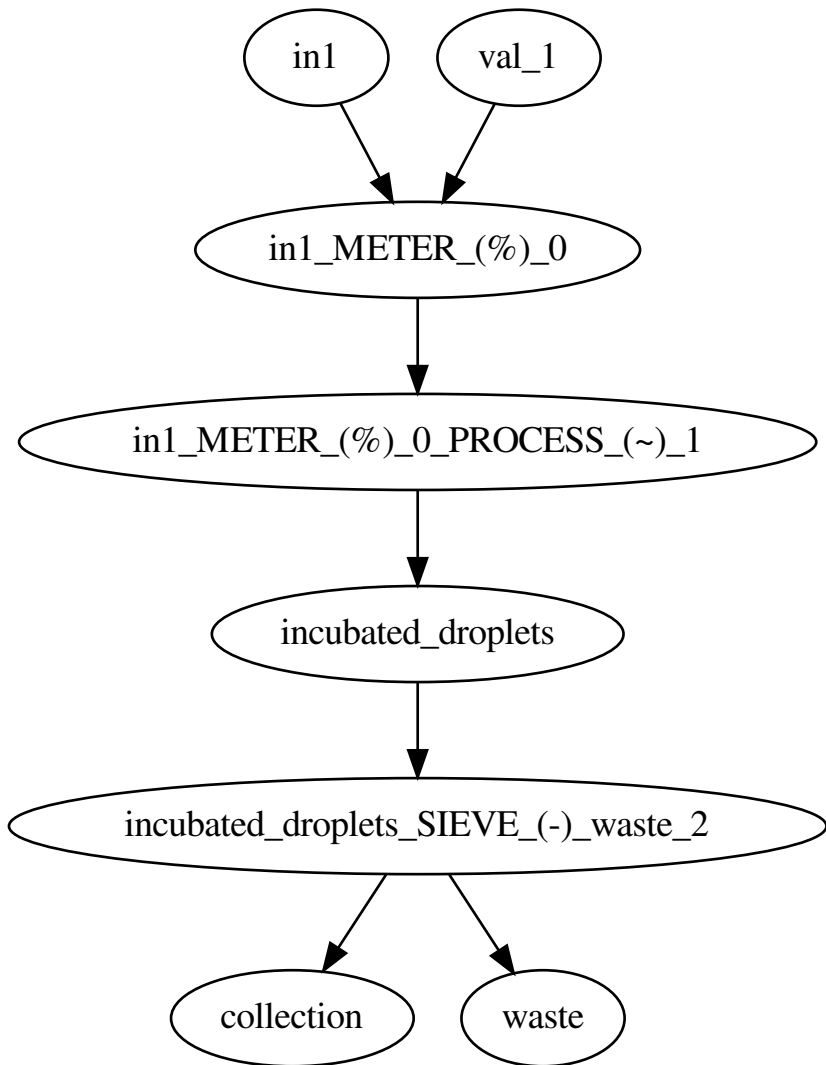 in1
val_1
in1_METER_(%)_0
in1_METER_(%)_0_PROCESS_(~)_1
incubated_droplets
incubated_droplets_SIEVE_(-)_waste_2
collection
waste